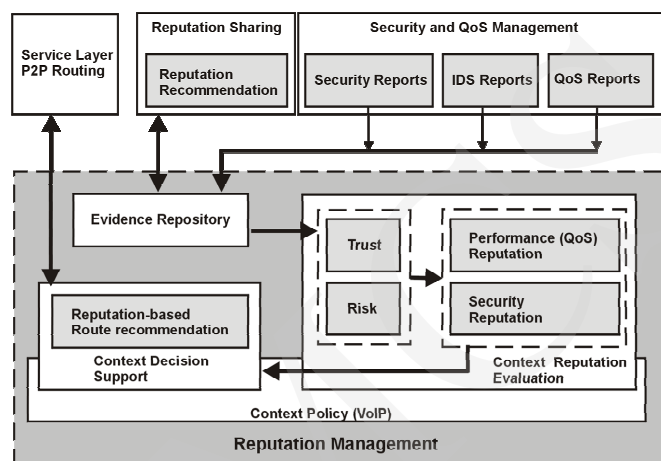 Service Layer
P2P Routing
Reputation Sharing
Reputation
Recommendation
Security and QoS Management
Security Reports
IDS Reports
QoS Reports
Evidence Repository
Trust
Risk
Performance (QoS)
Reputation
Security
Reputation
Reputation-based
Route recommendation
Context Decision
Support
Context Reputation
Evaluation
Context Policy (VoIP)
Reputation Management